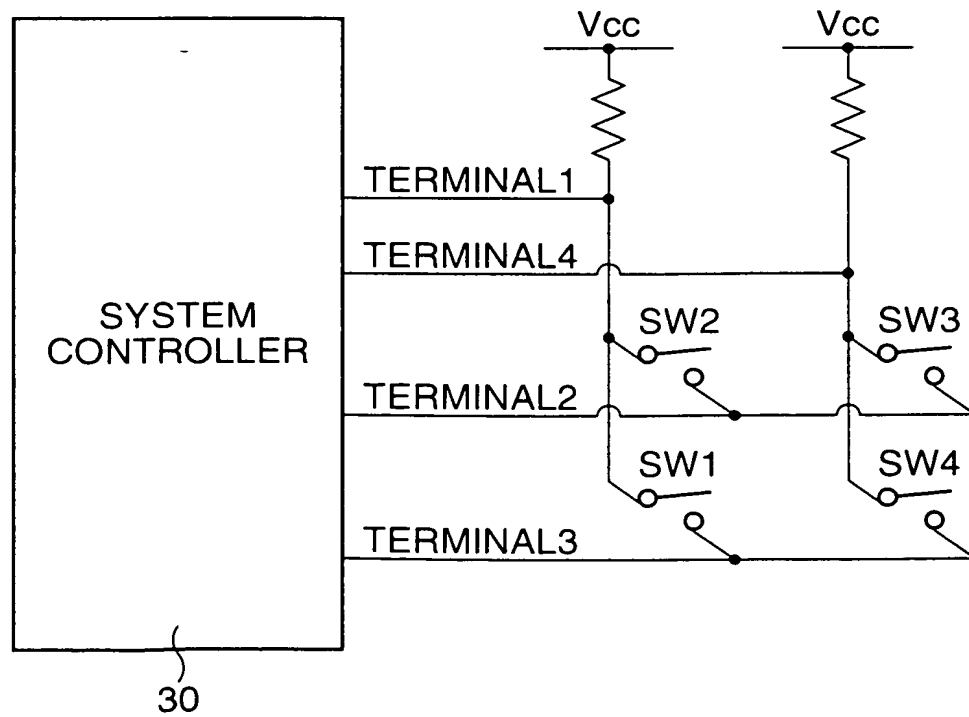 Vcc
Vcc
TERMINAL1
TERMINAL4
SYSTEM
CONTROLLER
SW2
SW3
TERMINAL2
SW1
SW4
TERMINAL3
30